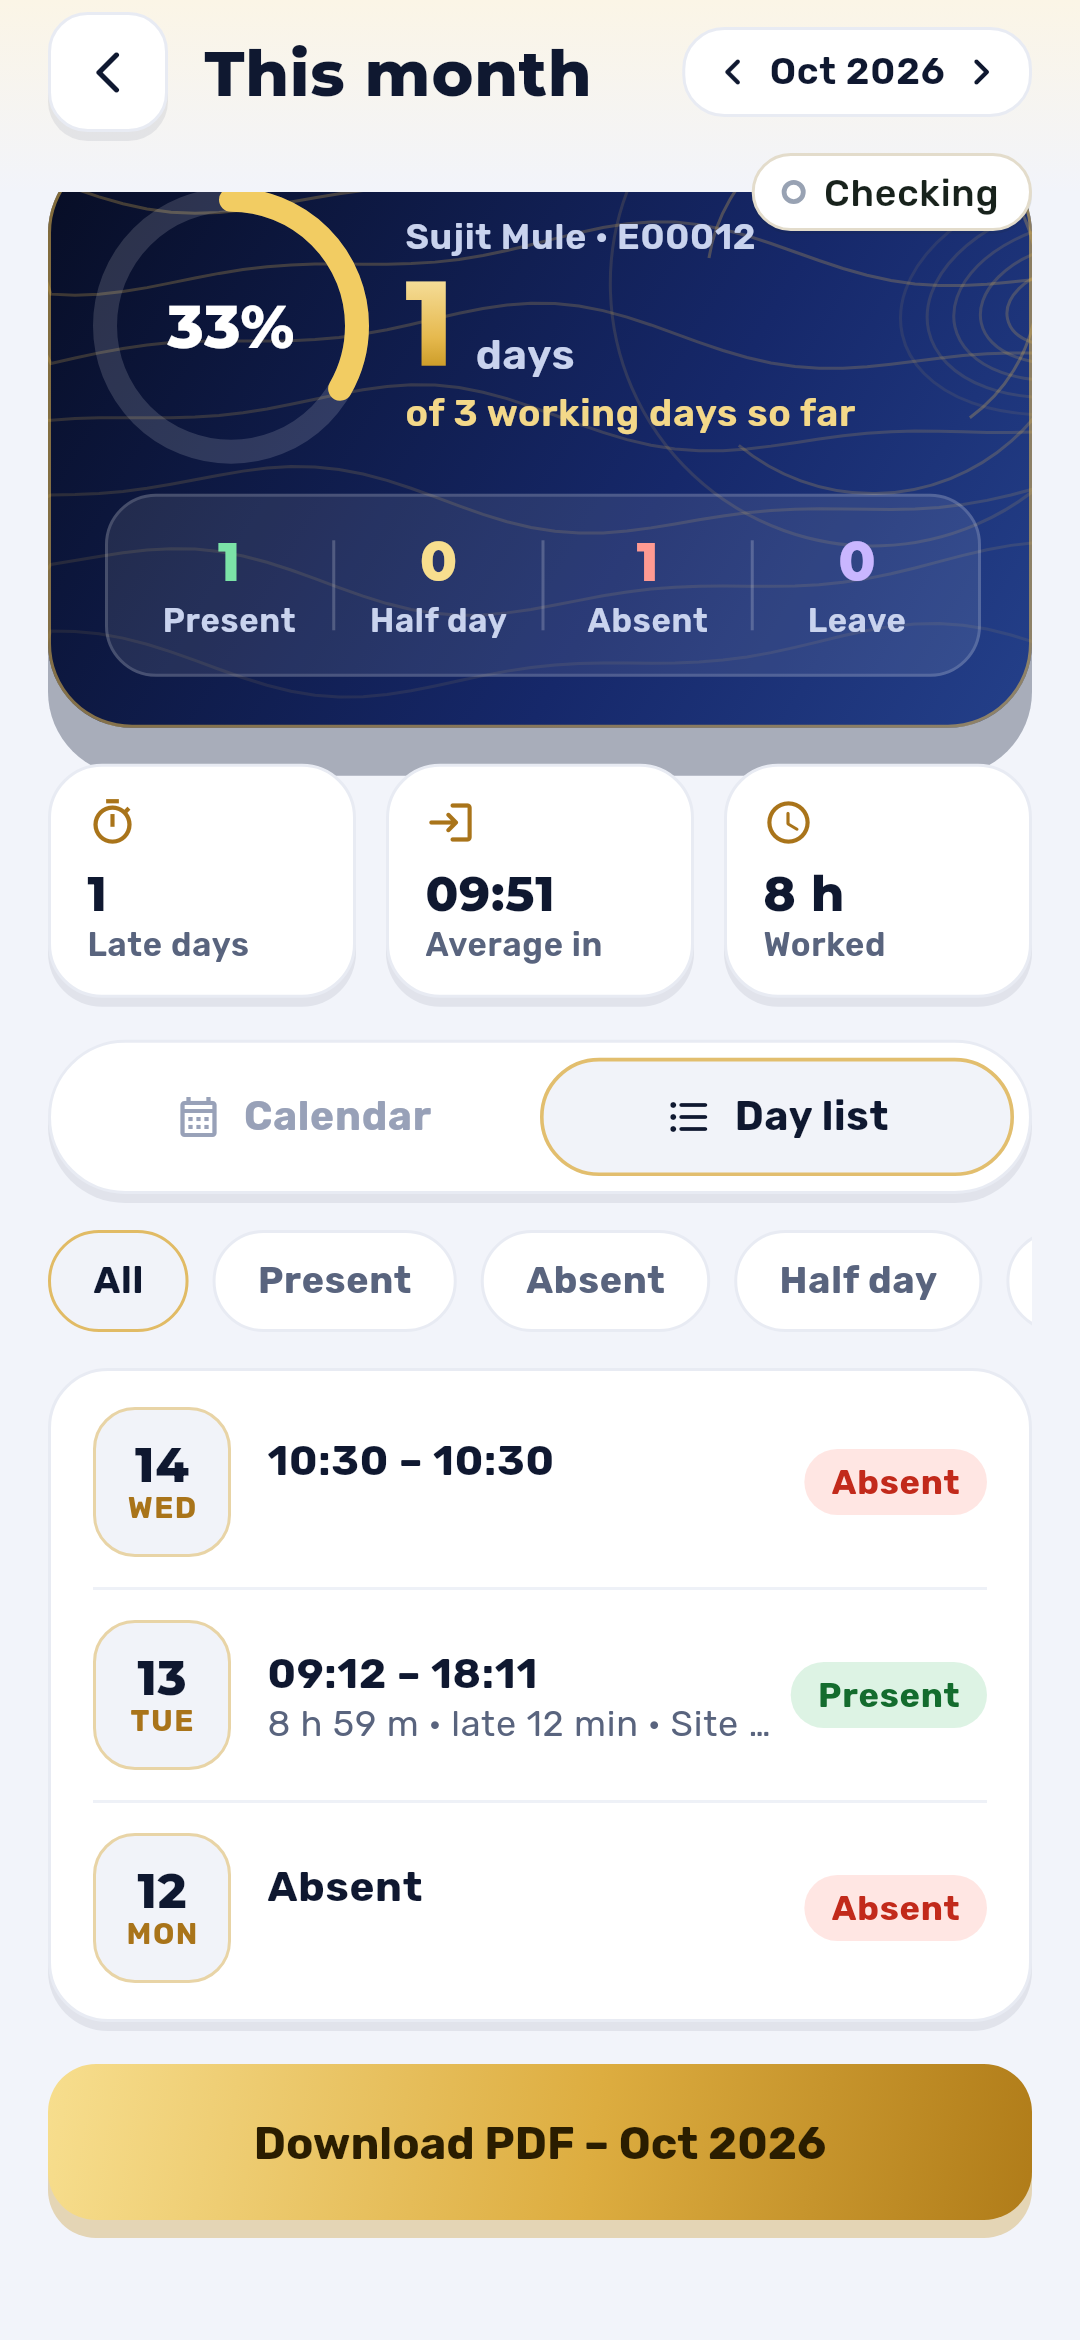 This month
Oct 2026
Checking
Sujit Mule • E00012
33%
1 days
of 3 working days so far
1 0 1 0
Present Half day Absent Leave
1 09:51 8 h
Late days Average in Worked
Calendar Day list
All Present Absent Half day
14
WED
10:30 – 10:30
Absent
13
TUE
09:12 – 18:11
8 h 59 m • late 12 min • Site ...
Present
12
MON
Absent
Absent
Download PDF – Oct 2026